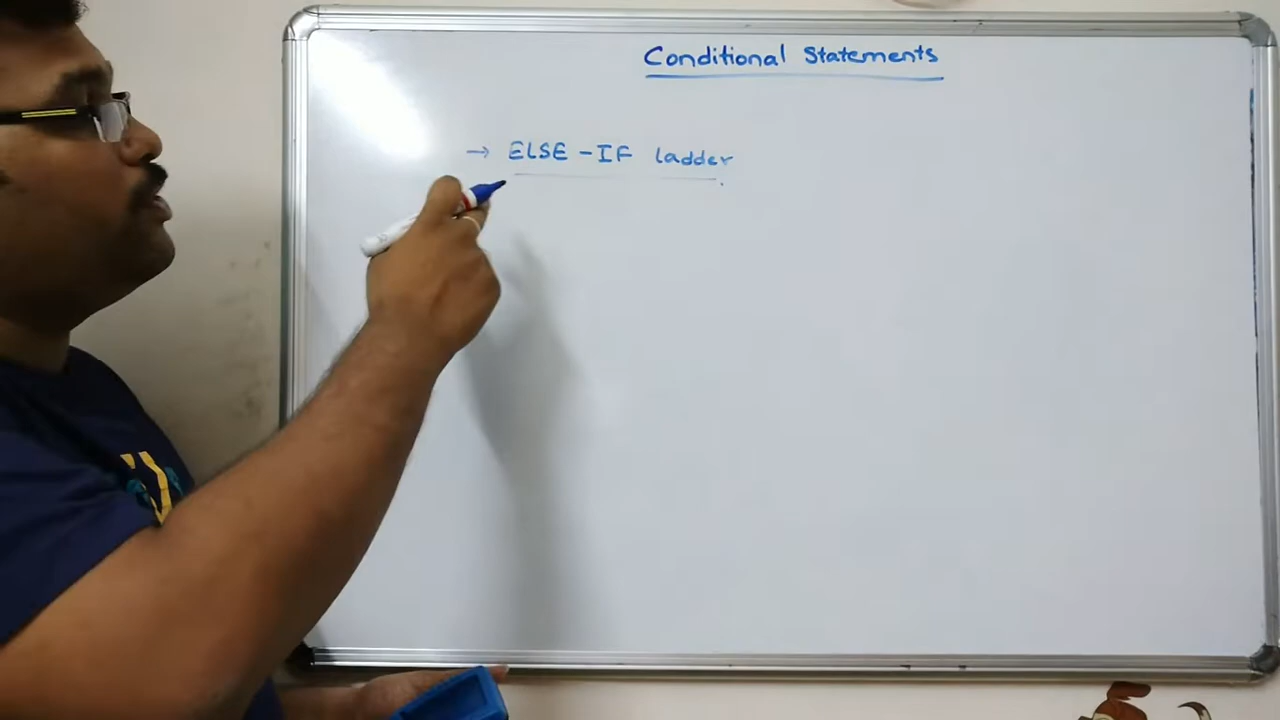 Conditional Statements
→ ELSE-IF ladder